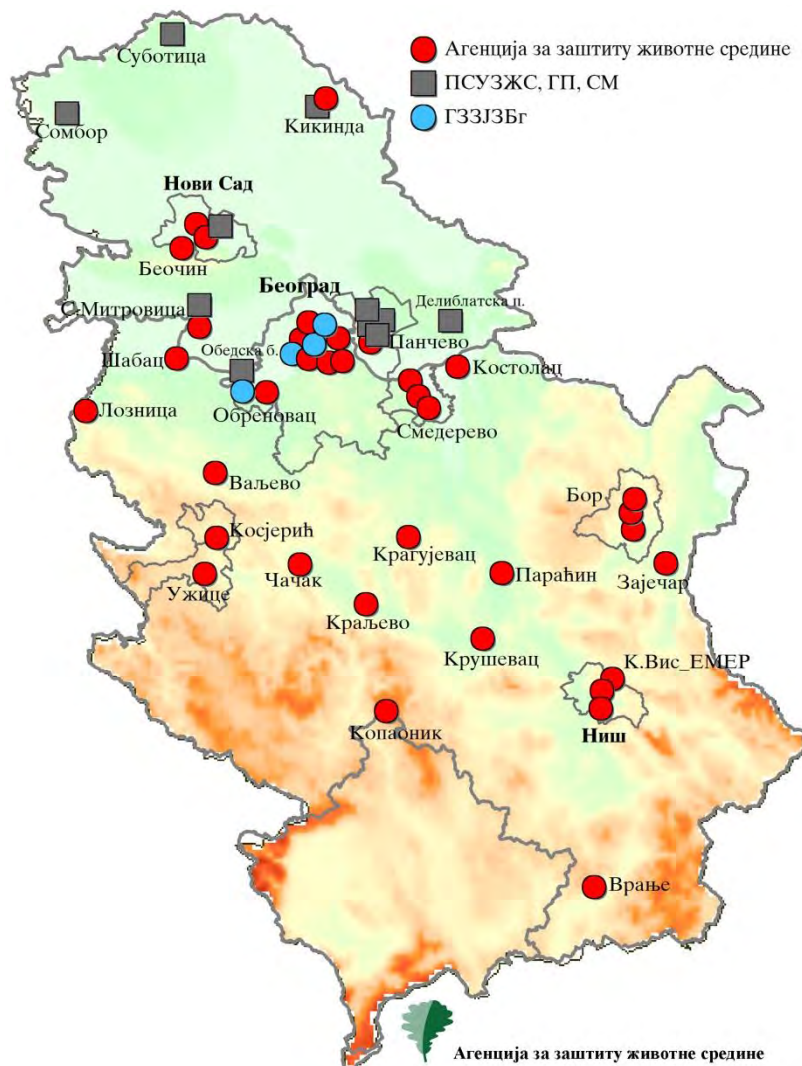 Суботица
Агенција за заштиту животне средине
ПСУЗЖС, ГП, СМ
ГЗЗЈЗБг
Сомбор
Кикинда
Нови Сад
Беочин
Београд
С.Митровица
Делиблатска п.
Панчево
Шабац
Обедска б.
Костолац
Лозница
Обреновац
Смедерево
Ваљево
Бор
Косјерић
Крагујевац
Ужице
Чачак
Параћин
Зајечар
Краљево
Крушевац
К.Вис_ЕМЕР
Копаоник
Ниш
Врање
Агенција за заштиту животне средине